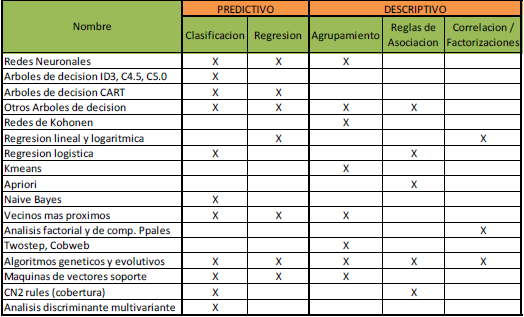 Nombre PREDICTIVO DESCRIPTIVO
Clasificacion Regresion Agrupamiento Reglas de Asociacion Correlacion / Factorizaciones
Redes Neuronales X X X
Arboles de decision ID3, C4.5, C5.0 X
Arboles de decision CART X X
Otros Arboles de decision X X X X
Redes de Kohonen X
Regresion lineal y logaritmica X X
Regresion logistica X X
Kmeans X
Apriori X
Naive Bayes X
Vecinos mas proximos X X X
Analisis factorial y de comp. Ppales X
Twostep, Cobweb X
Algoritmos geneticos y evolutivos X X X X X
Maquinas de vectores soporte X X X
CN2 rules (cobertura) X X
Analisis discriminante multivariante X